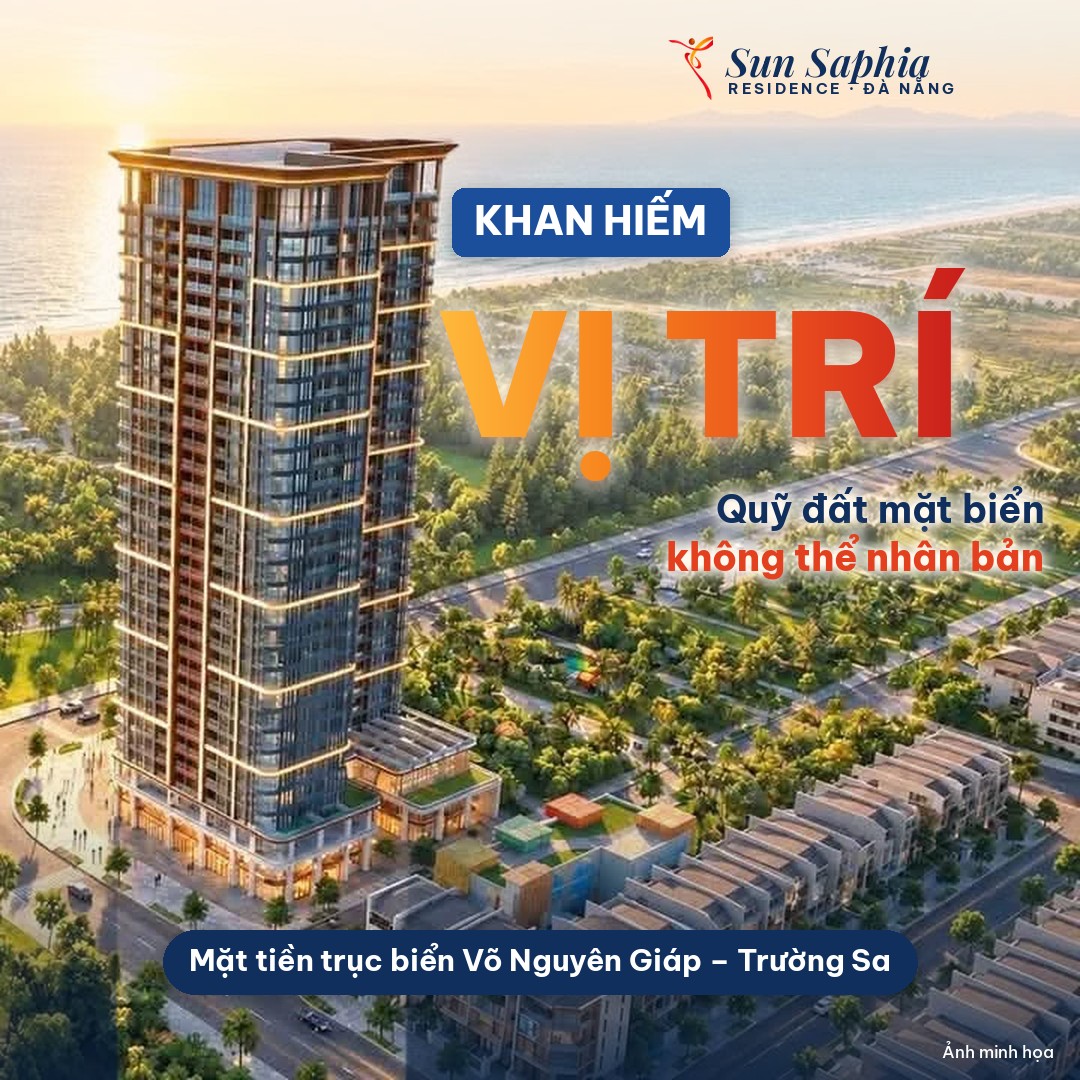 Sun Saphia
RESIDENCE · ĐÀ NẴNG
KHAN HIẾM
VỊ TRÍ
Quỹ đất mặt biển
không thể nhân bản
Mặt tiền trục biển Võ Nguyên Giáp – Trường Sa
Ảnh minh họa